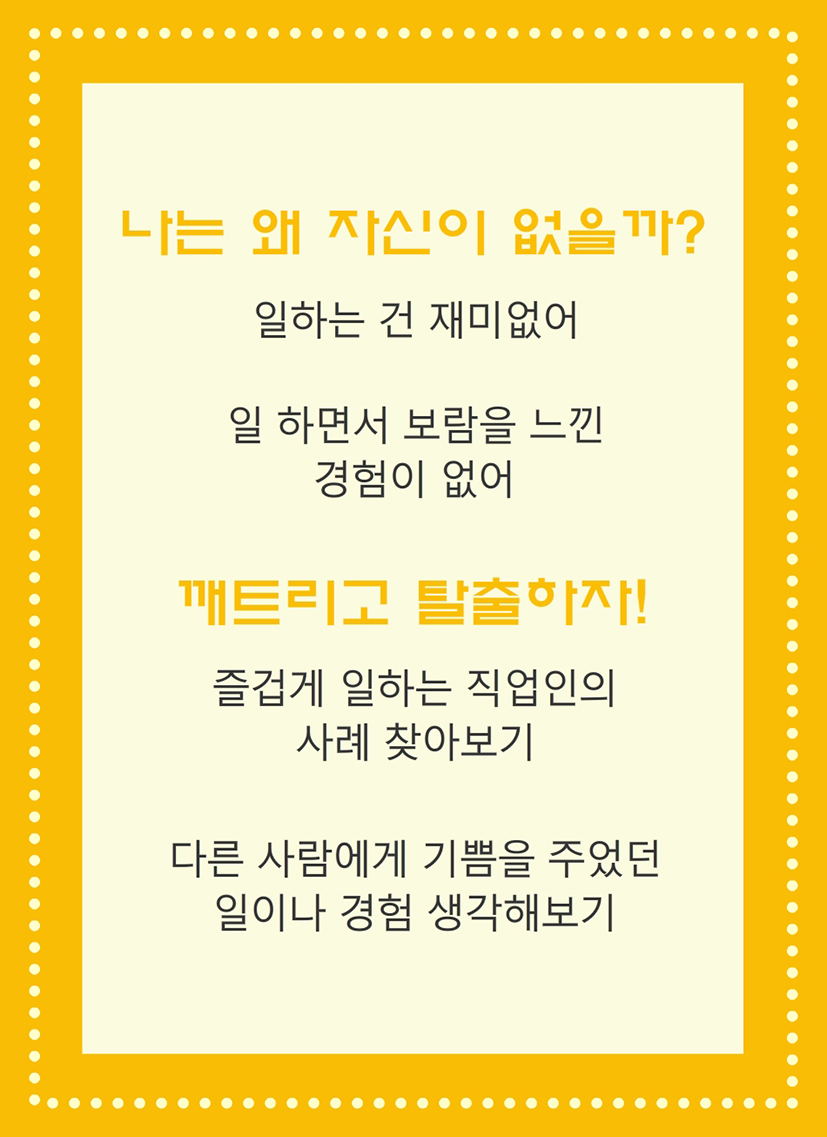 나는 왜 자신이 없을까?
일하는 건 재미없어
일 하면서 보람을 느낀
경험이 없어
깨트리고 탈출하자!
즐겁게 일하는 직업인의
사례 찾아보기
다른 사람에게 기쁨을 주었던
일이나 경험 생각해보기